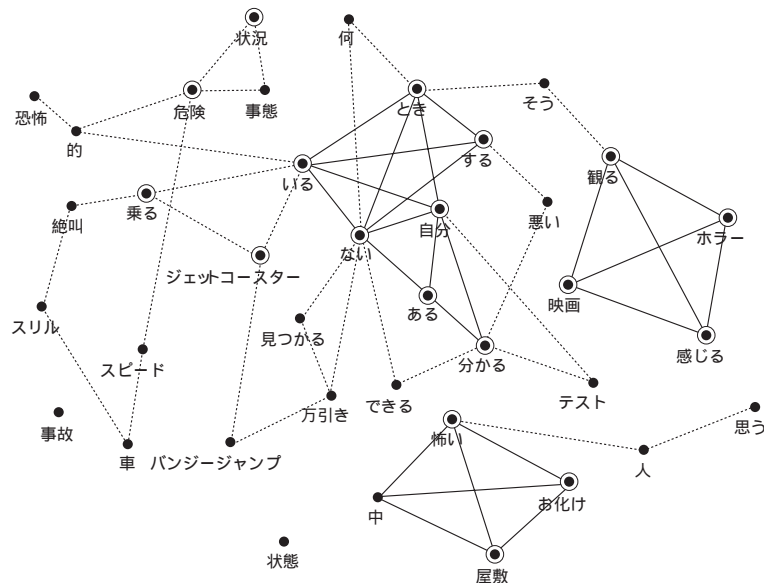 状況
何
恐怖
危険
事態
とき
そう
的
いる
する
観る
絶叫
乗る
自分
悪い
ホラー
ジェットコースター
ない
映画
スリル
ある
見つかる
感じる
スピード
分かる
事故
車
バンジージャンプ
万引き
できる
テスト
怖い
人
思う
中
お化け
状態
屋敷